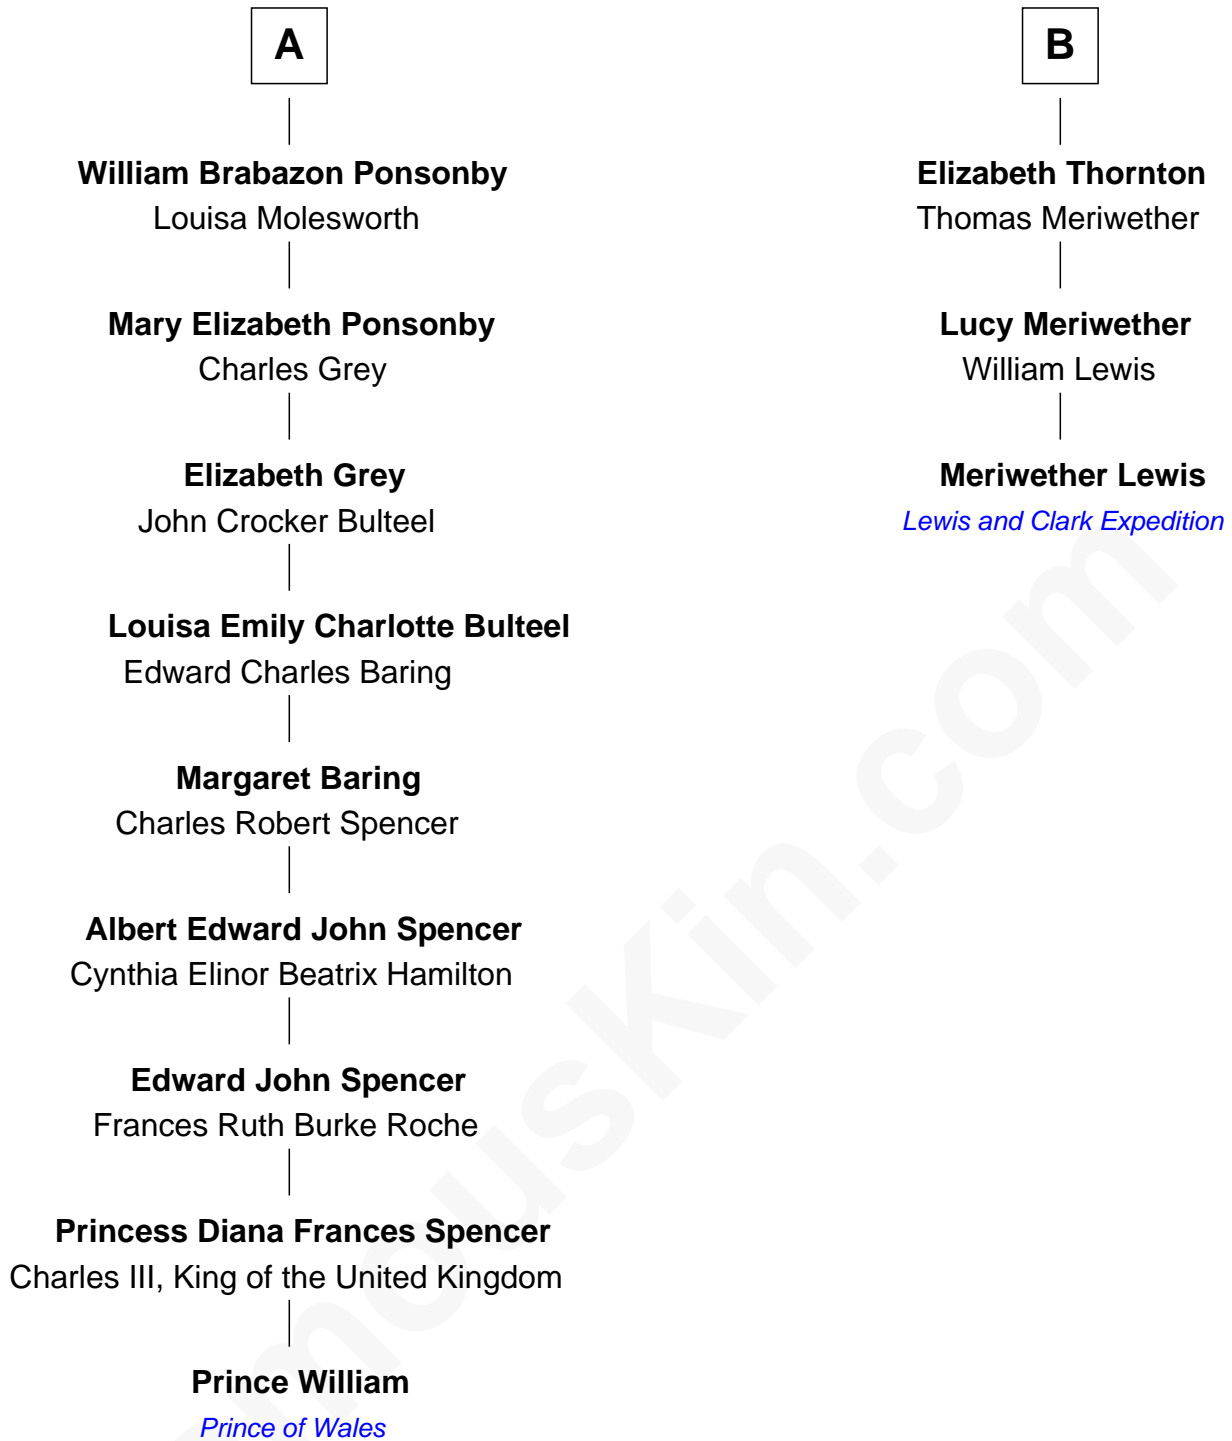 A
William Brabazon Ponsonby
Louisa Molesworth
Mary Elizabeth Ponsonby
Charles Grey
Elizabeth Grey
John Crocker Bulteel
Louisa Emily Charlotte Bulteel
Edward Charles Baring
Margaret Baring
Charles Robert Spencer
Albert Edward John Spencer
Cynthia Elinor Beatrix Hamilton
Edward John Spencer
Frances Ruth Burke Roche
Princess Diana Frances Spencer
Charles III, King of the United Kingdom
Prince William
Prince of Wales
B
Elizabeth Thornton
Thomas Meriwether
Lucy Meriwether
William Lewis
Meriwether Lewis
Lewis and Clark Expedition
mousKin.com